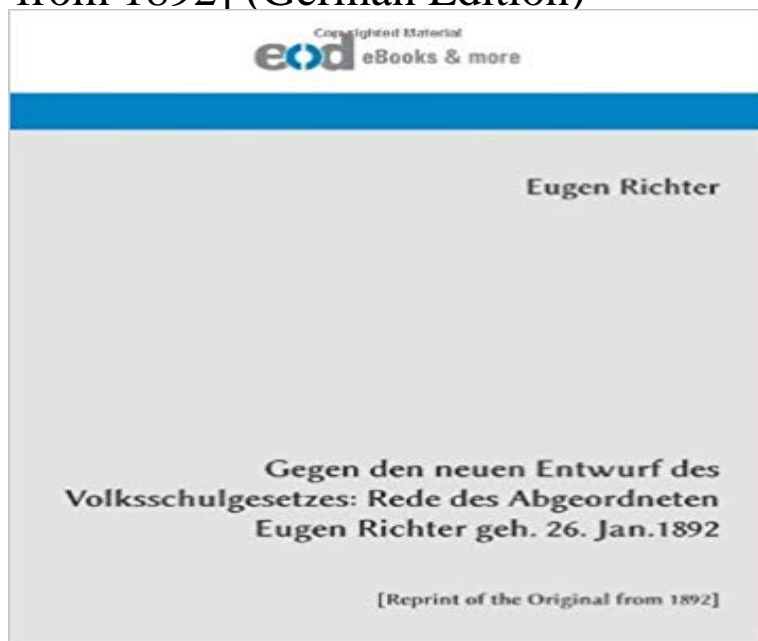 from 1892] (German Edition)
Copyrighted Material
eod eBooks & more
Eugen Richter
Gegen den neuen Entwurf des
Volksschulgesetzes: Rede des Abgeordneten
Eugen Richter geh. 26. Jan.1892
[Reprint of the Original from 1892]